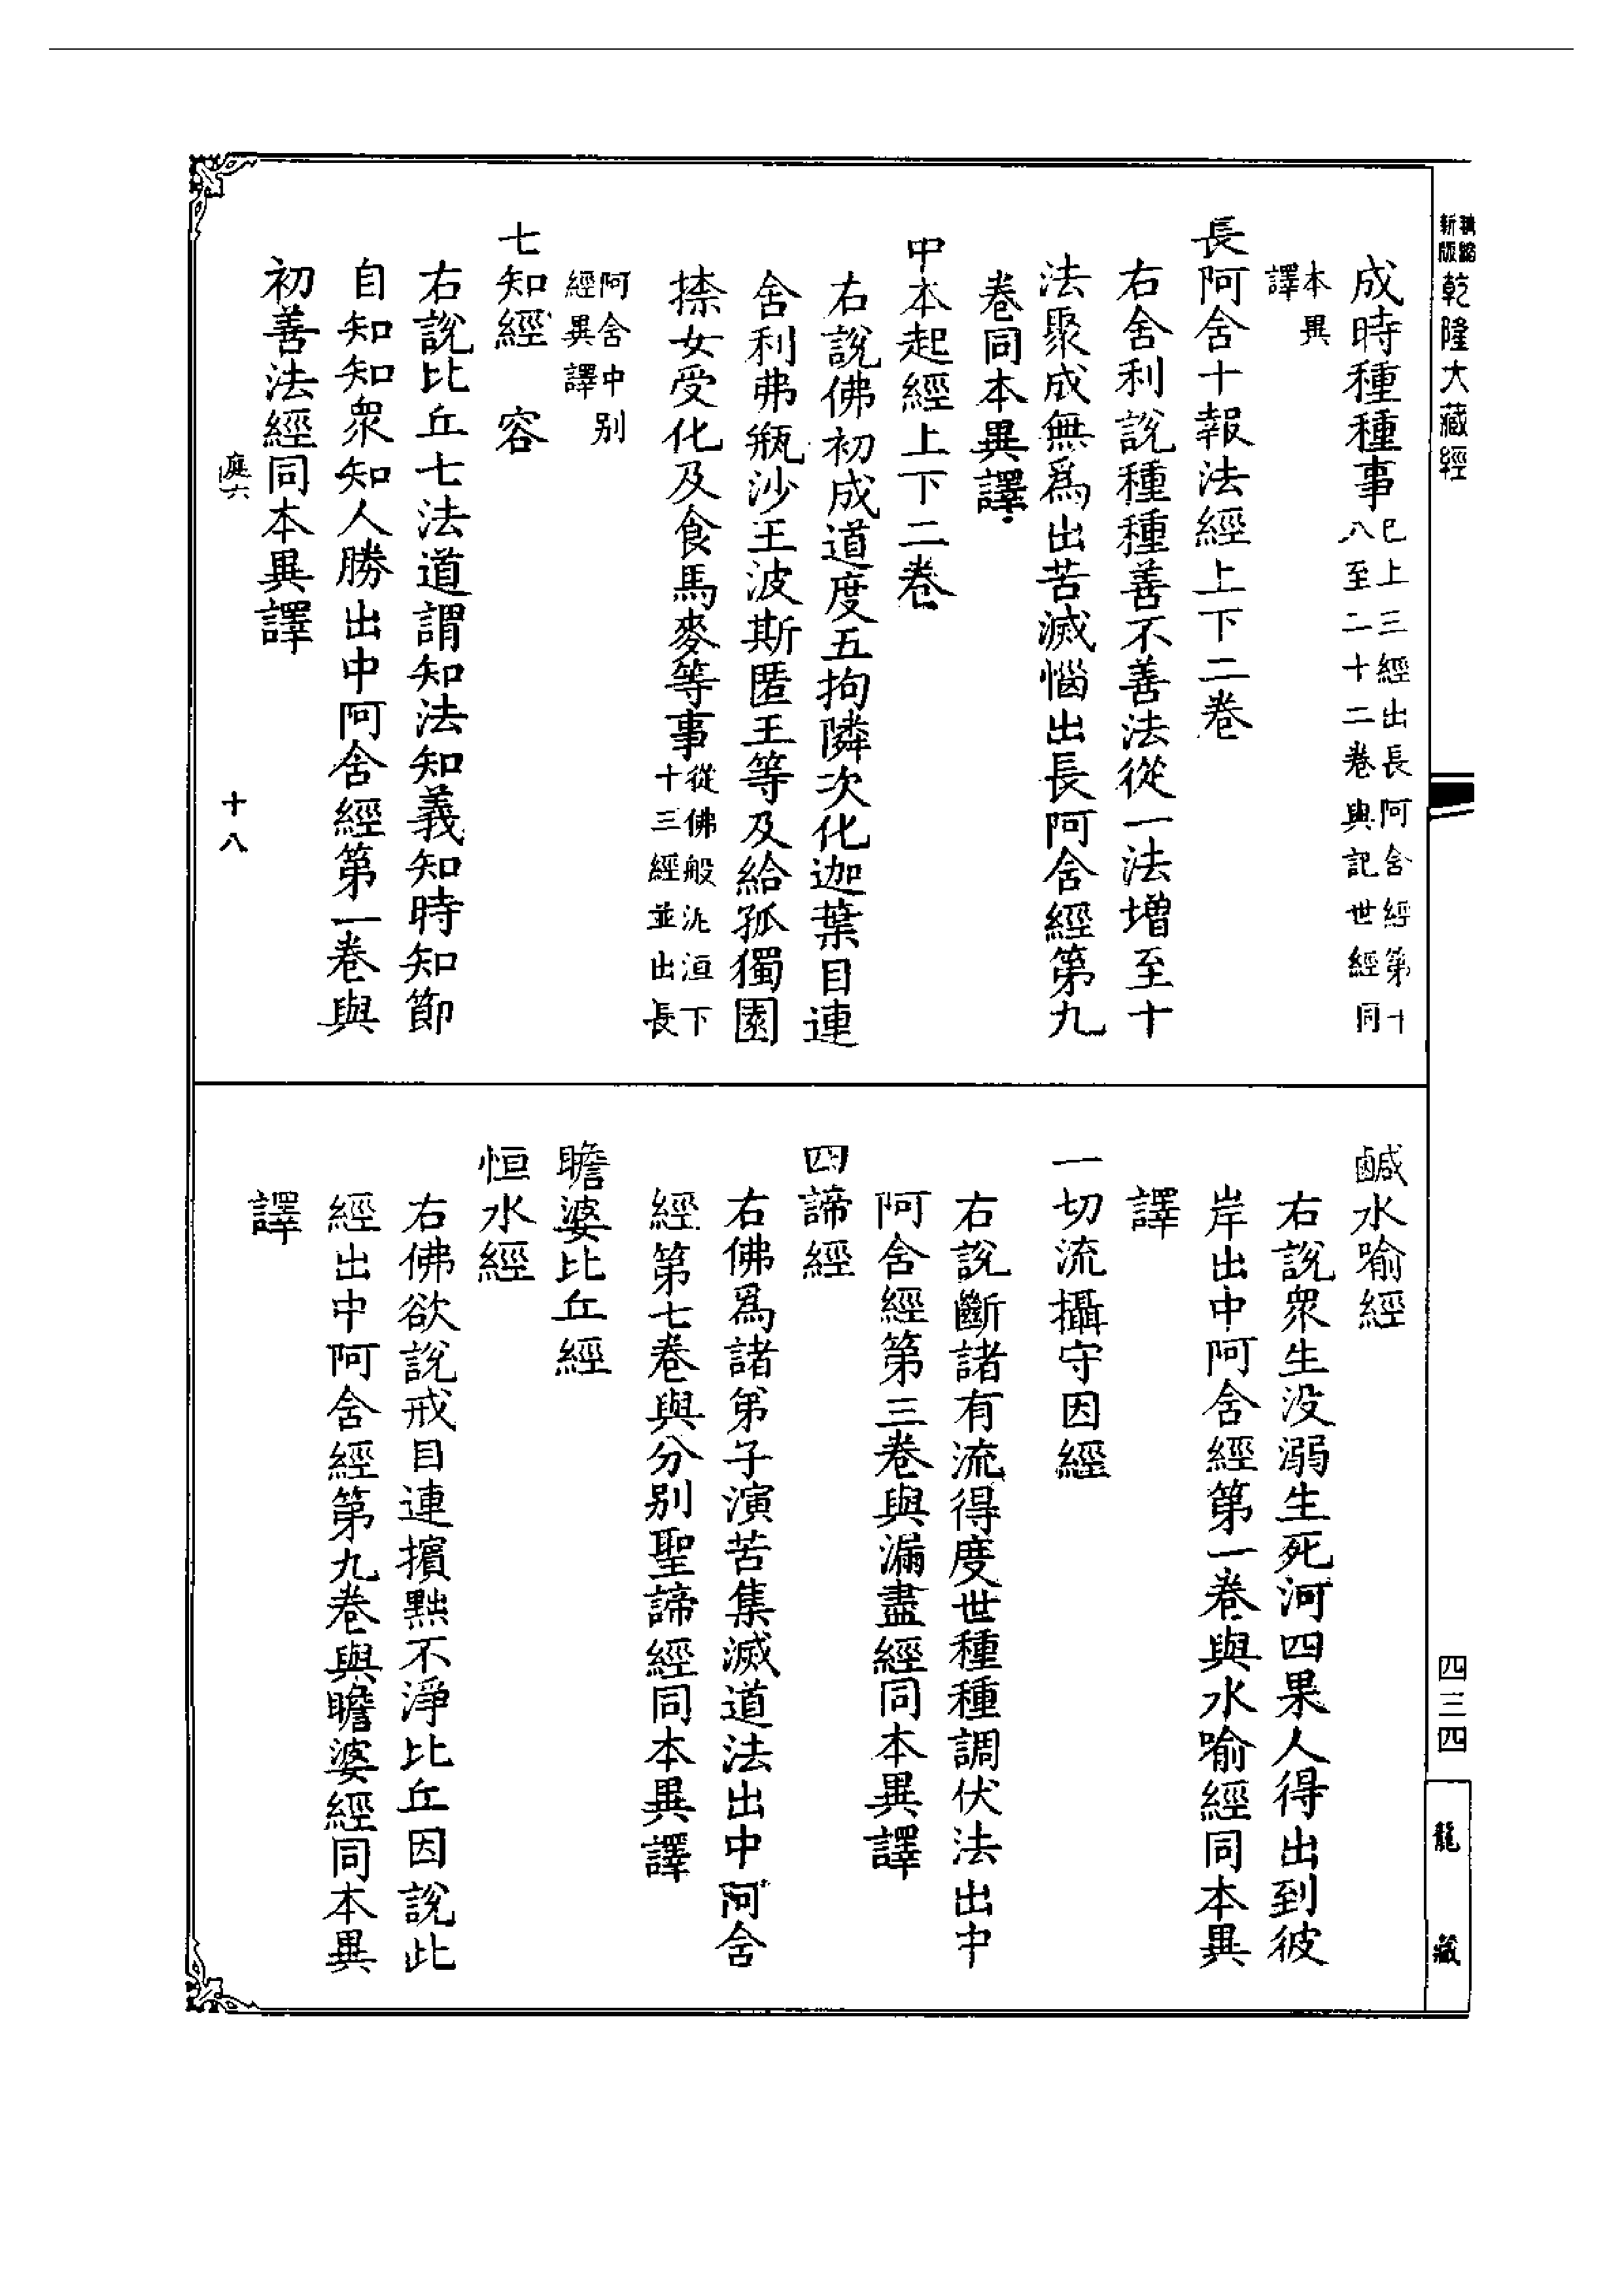 新版 精縮 乾隆大藏經
成時種種事已上三經出長阿舍經第十八至二十二卷與記世經同
本異譯
長阿舍十報法經上下二卷
右舍利說種種善不善法從一法增至十
法聚成無爲出苦滅惱出長阿舍經第九
卷同本異譯
中本起經上下二卷
右說佛初成道度五拘隣次化迦葉目連
舍利弗瓶沙王波斯匿王等及給孤獨園
㮈女受化及食馬麥等事從佛般泥洹下十三經並出長
阿舍中别經異譯
七知經 容
右說比丘七法道謂知法知義知時知節
自知知衆知人勝出中阿舍經第一卷與
初善法經同本異譯
庭六
十八
鹹水喻經
右說衆生没溺生死河四果人得出到彼
岸出中阿舍經第一卷與水喻經同本異
譯
一切流攝守因經
右說斷諸有流得度世種種調伏法出中
阿舍經第三卷與漏盡經同本異譯
四諦經
右佛爲諸弟子演苦集滅道法出中阿舍
經第七卷與分别聖諦經同本異譯
瞻婆比丘經
恒水經
右佛欲說戒目連擯黜不淨比丘因說此
經出中阿舍經第九卷與瞻婆經同本異
譯
四三四
龍藏